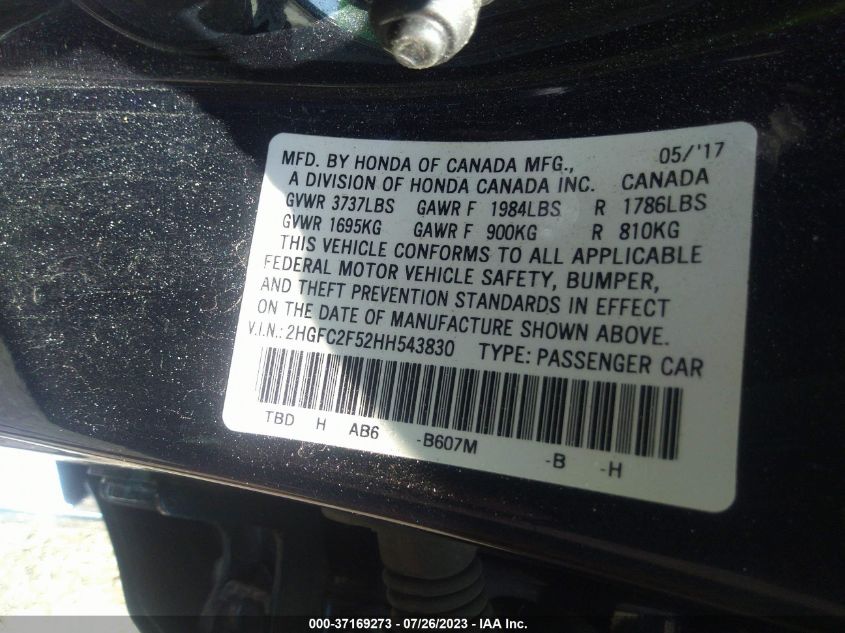 MFD. BY HONDA OF CANADA MFG., 05/'17
A DIVISION OF HONDA CANADA INC. CANADA
GVWR 3737LBS GAWR F 1984LBS R 1786LBS
GVWR 1695KG GAWR F 900KG R 810KG
THIS VEHICLE CONFORMS TO ALL APPLICABLE
FEDERAL MOTOR VEHICLE SAFETY, BUMPER,
AND THEFT PREVENTION STANDARDS IN EFFECT
ON THE DATE OF MANUFACTURE SHOWN ABOVE.
V.I.N.: 2HGFC2F52HH543830 TYPE: PASSENGER CAR
TBD H AB6 -B607M -B -H
000-37169273 - 07/26/2023 - IAA Inc.